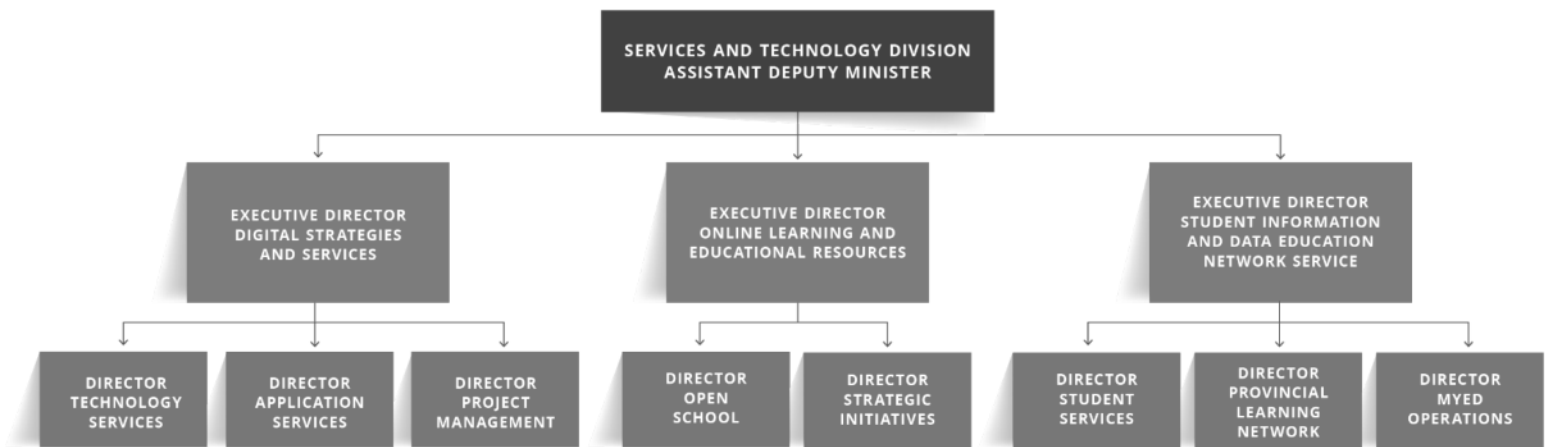 SERVICES AND TECHNOLOGY DIVISION
ASSISTANT DEPUTY MINISTER
EXECUTIVE DIRECTOR
DIGITAL STRATEGIES
AND SERVICES
EXECUTIVE DIRECTOR
ONLINE LEARNING AND
EDUCATIONAL RESOURCES
EXECUTIVE DIRECTOR
STUDENT INFORMATION
AND DATA EDUCATION
NETWORK SERVICE
DIRECTOR
TECHNOLOGY
SERVICES
DIRECTOR
APPLICATION
SERVICES
DIRECTOR
PROJECT
MANAGEMENT
DIRECTOR
OPEN
SCHOOL
DIRECTOR
STRATEGIC
INITIATIVES
DIRECTOR
STUDENT
SERVICES
DIRECTOR
PROVINCIAL
LEARNING
NETWORK
DIRECTOR
MYED
OPERATIONS